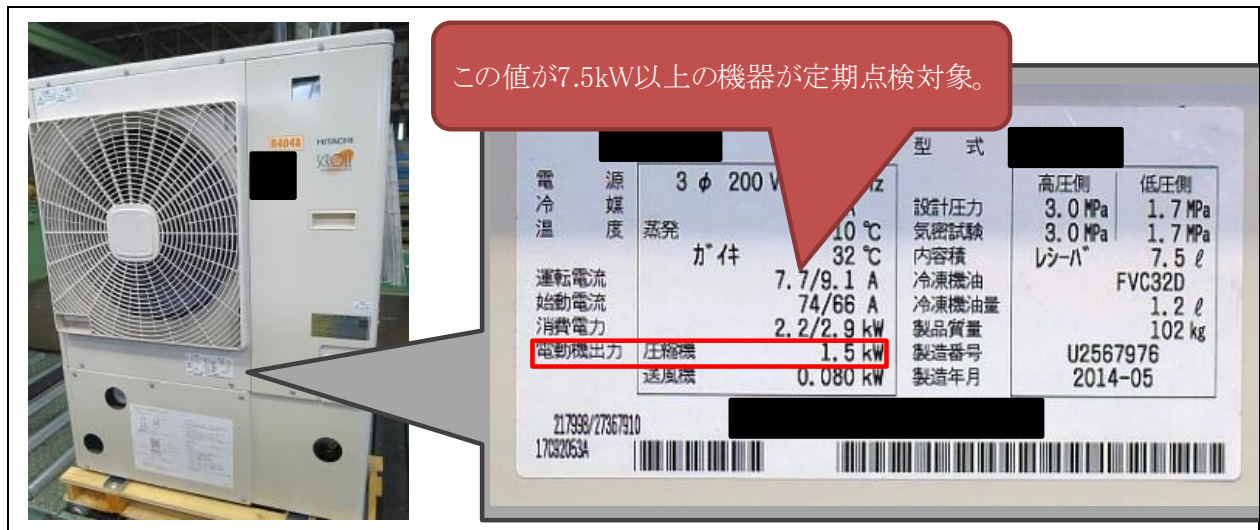 この値が7.5kW以上の機器が定期点検対象。
R404A
HITACHI
SCROLL
型 式
高圧側 低圧側
電 源 3φ 200 V
冷 媒
設計圧力 3.0 MPa 1.7 MPa
温 度 蒸発 10 ℃
気密試験 3.0 MPa 1.7 MPa
ガイキ 32 ℃
内容積 レシーバ 7.5 ℓ
運転電流 7.7/9.1 A
冷凍機油 FVC32D
始動電流 74/66 A
冷凍機油量 1.2 ℓ
消費電力 2.2/2.9 kW
製品質量 102 kg
電動機出力 圧縮機 1.5 kW
製造番号 U2567976
送風機 0.080 kW
製造年月 2014-05
217998/27367910
17C92053A